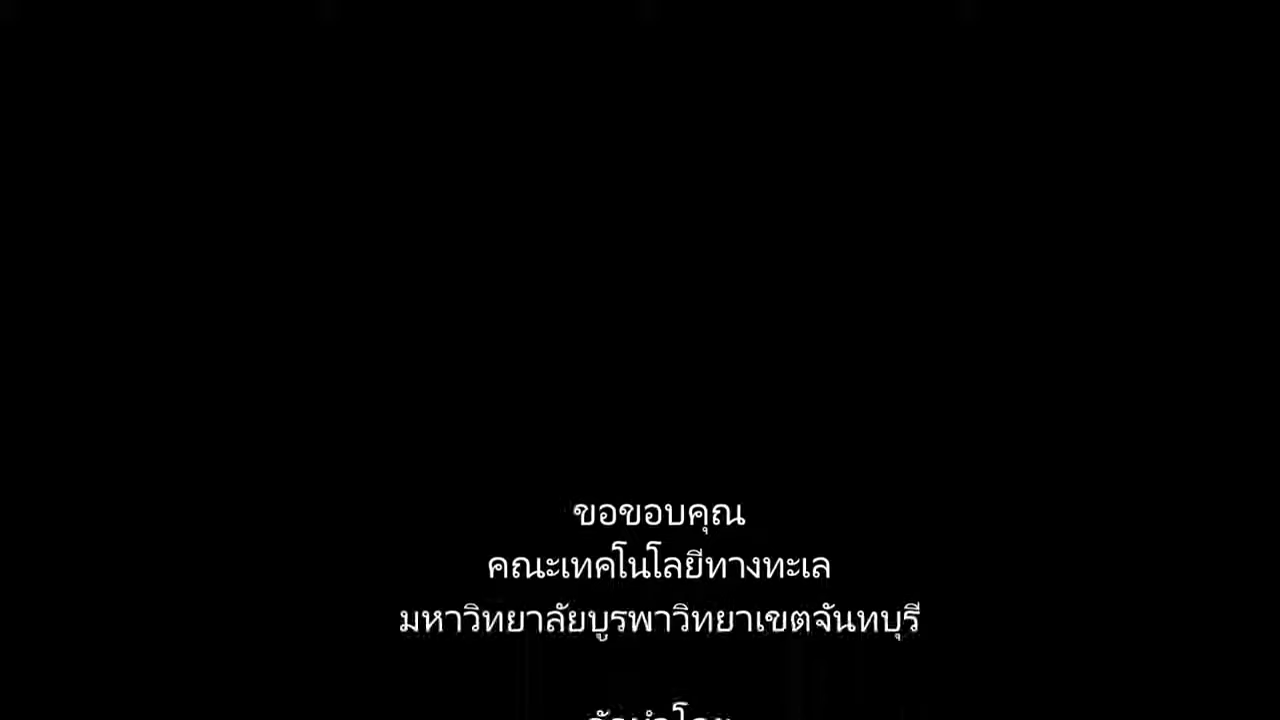 ขอขอบคุณ
คณะเทคโนโลยีทางทะเล
มหาวิทยาลัยบูรพาวิทยาเขตจันทบุรี